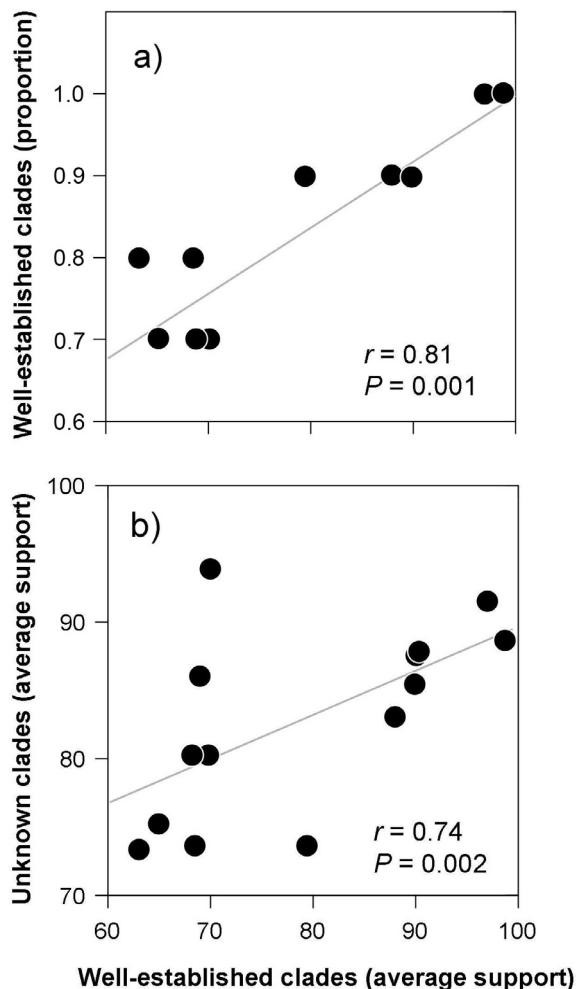 a)
Well-established clades (proportion)
1.0
0.9
0.8
0.7
0.6
r = 0.81
P = 0.001
b)
Unknown clades (average support)
100
90
80
70
r = 0.74
P = 0.002
60 70 80 90 100
Well-established clades (average support)